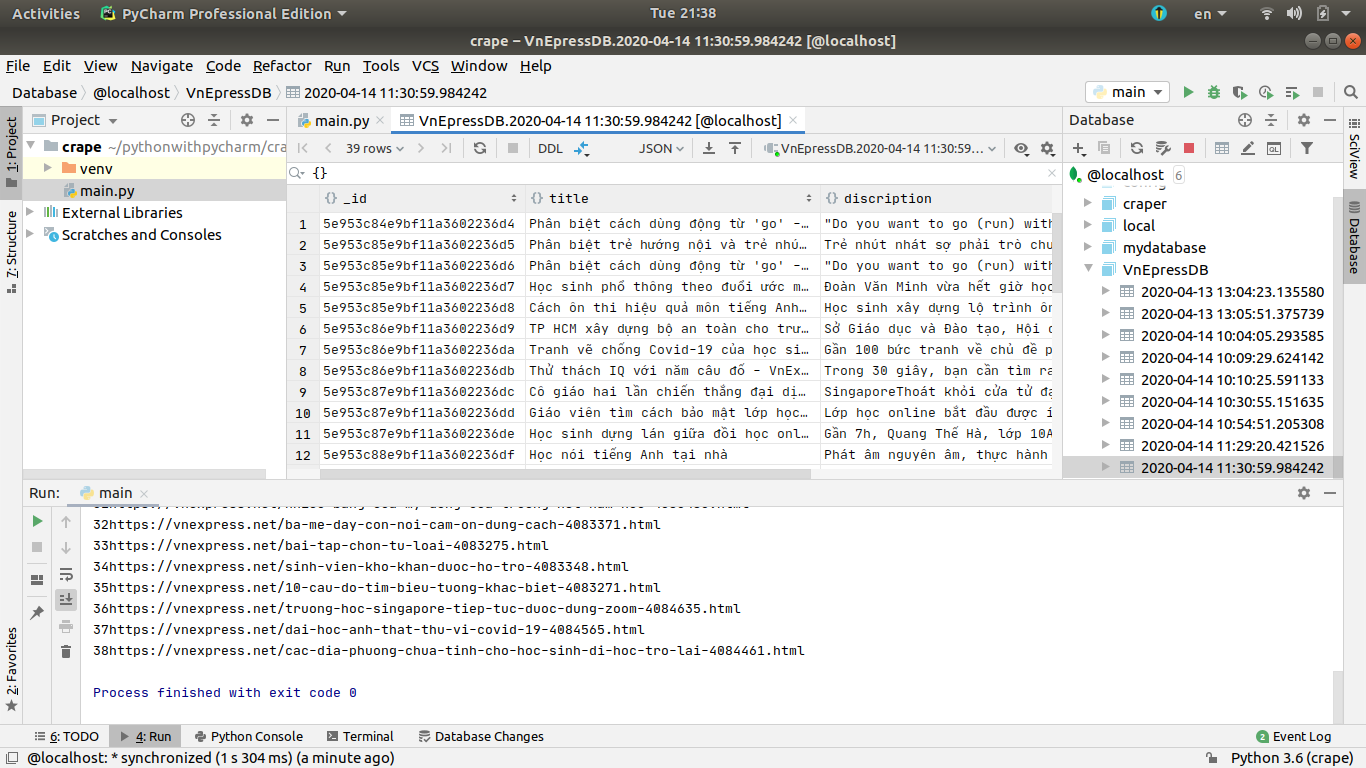 Activities PyCharm Professional Edition Tue 21:38 en
crape – VnEpressDB.2020-04-14 11:30:59.984242 [@localhost]
File Edit View Navigate Code Refactor Run Tools VCS Window Help
Database @localhost VnEpressDB 2020-04-14 11:30:59.984242 main
1: Project
Z: Structure
2: Favorites
Project
crape ~/pythonwithpycharm/cra
venv
main.py
External Libraries
Scratches and Consoles
main.py VnEpressDB.2020-04-14 11:30:59.984242 [@localhost]
39 rows DDL JSON VnEpressDB.2020-04-14 11:30:59...
{}
{} _id {} title {} discription
1 5e953c84e9bf11a3602236d4 Phân biệt cách dùng động từ 'go' -… "Do you want to go (run) with
2 5e953c85e9bf11a3602236d5 Phân biệt trẻ hướng nội và trẻ nhú… Trẻ nhút nhát sợ phải trò chu
3 5e953c85e9bf11a3602236d6 Phân biệt cách dùng động từ 'go' -… "Do you want to go (run) with
4 5e953c85e9bf11a3602236d7 Học sinh phổ thông theo đuổi ước m… Đoàn Văn Minh vừa hết giờ học
5 5e953c85e9bf11a3602236d8 Cách ôn thi hiệu quả môn tiếng Anh… Học sinh xây dựng lộ trình ôn
6 5e953c86e9bf11a3602236d9 TP HCM xây dựng bộ an toàn cho trư… Sở Giáo dục và Đào tạo, Hội đ
7 5e953c86e9bf11a3602236da Tranh vẽ chống Covid-19 của học si… Gần 100 bức tranh về chủ đề p
8 5e953c86e9bf11a3602236db Thử thách IQ với năm câu đố - VnEx… Trong 30 giây, bạn cần tìm ra
9 5e953c87e9bf11a3602236dc Cô giáo hai lần chiến thắng đại dị… SingaporeThoát khỏi cửa tử đạ
10 5e953c87e9bf11a3602236dd Giáo viên tìm cách bảo mật lớp học… Lớp học online bắt đầu được i
11 5e953c87e9bf11a3602236de Học sinh dựng lán giữa đồi học onl… Gần 7h, Quang Thế Hà, lớp 10A
12 5e953c88e9bf11a3602236df Học nói tiếng Anh tại nhà Phát âm nguyên âm, thực hành
Database
@localhost 6
config
craper
local
mydatabase
VnEpressDB
2020-04-13 13:04:23.135580
2020-04-13 13:05:51.375739
2020-04-14 10:04:05.293585
2020-04-14 10:09:29.624142
2020-04-14 10:10:25.591133
2020-04-14 10:30:55.151635
2020-04-14 10:54:51.205308
2020-04-14 11:29:20.421526
2020-04-14 11:30:59.984242
SciView
Database
Run: main
32https://vnexpress.net/ba-me-day-con-noi-cam-on-dung-cach-4083371.html
33https://vnexpress.net/bai-tap-chon-tu-loai-4083275.html
34https://vnexpress.net/sinh-vien-kho-khan-duoc-ho-tro-4083348.html
35https://vnexpress.net/10-cau-do-tim-bieu-tuong-khac-biet-4083271.html
36https://vnexpress.net/truong-hoc-singapore-tiep-tuc-duoc-dung-zoom-4084635.html
37https://vnexpress.net/dai-hoc-anh-that-thu-vi-covid-19-4084565.html
38https://vnexpress.net/cac-dia-phuong-chua-tinh-cho-hoc-sinh-di-hoc-tro-lai-4084461.html
Process finished with exit code 0
6: TODO 4: Run Python Console Terminal Database Changes 2 Event Log
@localhost: * synchronized (1 s 304 ms) (a minute ago) Python 3.6 (crape)